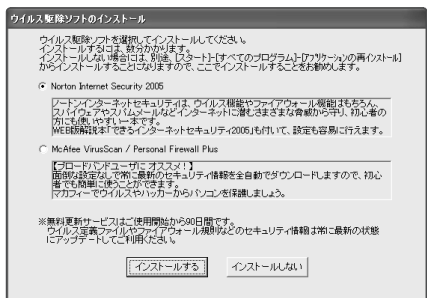 ウイルス駆除ソフトのインストール
ウイルス駆除ソフトを選択してインストールしてください。
インストールするには、数分かかります。
インストールしない場合には、別途、[スタート]-[すべてのプログラム]-[アプリケーションの再インストール]
からインストールすることになりますので、ここでインストールすることをお勧めします。
Norton Internet Security 2005
ノートンインターネットセキュリティは、ウイルス機能やファイアウォール機能はもちろん、
スパイウェアやスパムメールなどインターネットに潜むさまざまな脅威から守り、初心者の
方にも使いやすい一本です。
WEB版解説本「できるインターネットセキュリティ2005」も付いて、設定も容易に行えます。
McAfee VirusScan / Personal Firewall Plus
【ブロードバンドユーザにオススメ！】
面倒な設定なしで常に最新のセキュリティ情報を全自動でダウンロードしますので、初心
者でも簡単に使うことができます。
マカフィーでウイルスやハッカーからパソコンを保護しましょう。
※無料更新サービスはご使用開始から90日間です。
ウイルス定義ファイルやファイアウォール規則などのセキュリティ情報は常に最新の状態
にアップデートしてご利用ください。
インストールする
インストールしない